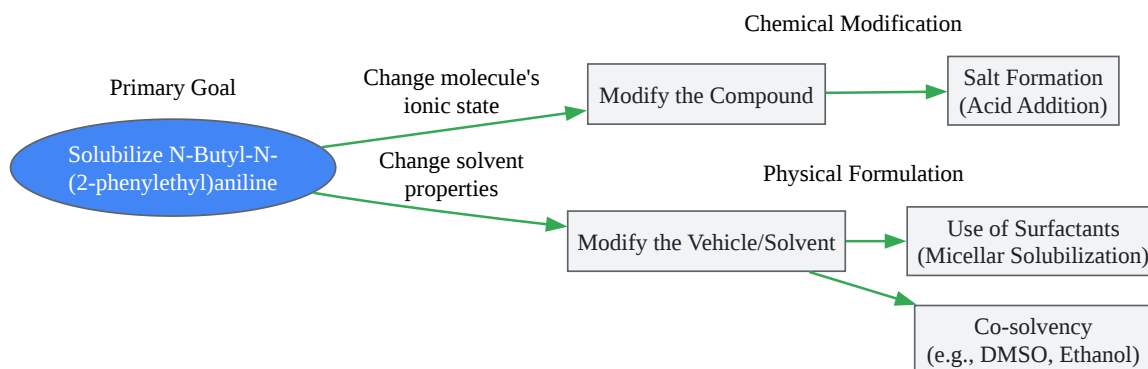 Chemical Modification
Primary Goal
Change molecule's
ionic state
Modify the Compound
Salt Formation
(Acid Addition)
Solubilize N-Butyl-N-
(2-phenylethyl)aniline
Change solvent
properties
Physical Formulation
Modify the Vehicle/Solvent
Use of Surfactants
(Micellar Solubilization)
Co-solvency
(e.g., DMSO, Ethanol)